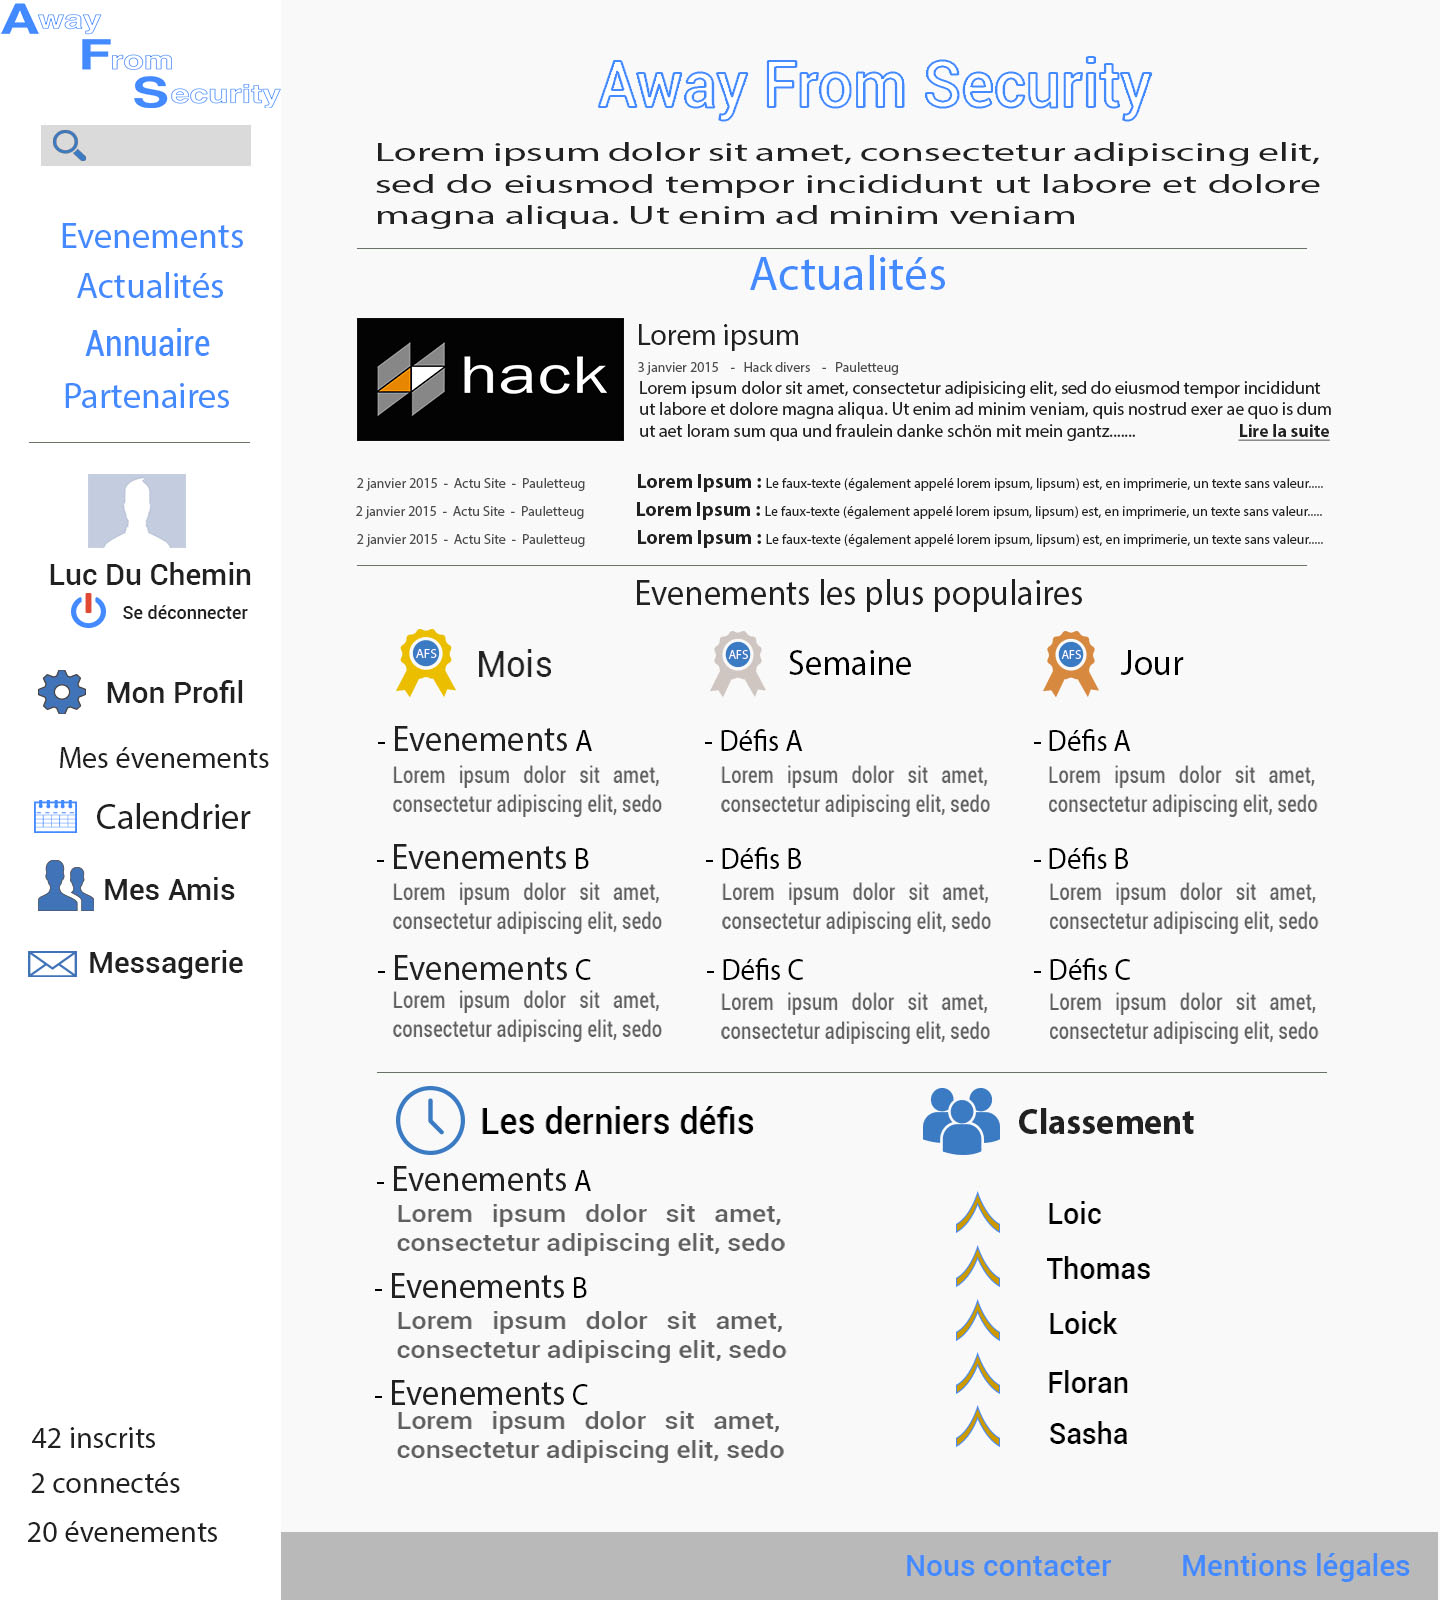 Away
From
Security
Evenements
Actualités
Annuaire
Partenaires
Luc Du Chemin
Se déconnecter
Mon Profil
Mes évenements
Calendrier
Mes Amis
Messagerie
42 inscrits
2 connectés
20 évenements
Away From Security
Lorem ipsum dolor sit amet, consectetur adipiscing elit,
sed do eiusmod tempor incididunt ut labore et dolore
magna aliqua. Ut enim ad minim veniam
Actualités
hack
Lorem ipsum
3 janvier 2015 - Hack divers - Pauletteug
Lorem ipsum dolor sit amet, consectetur adipisicing elit, sed do eiusmod tempor incididunt
ut labore et dolore magna aliqua. Ut enim ad minim veniam, quis nostrud exer ae quo is dum
ut aet loram sum qua und fraulein danke schön mit mein gantz....... Lire la suite
2 janvier 2015 - Actu Site - Pauletteug Lorem Ipsum : Le faux-texte (également appelé lorem ipsum, lipsum) est, en imprimerie, un texte sans valeur.....
2 janvier 2015 - Actu Site - Pauletteug Lorem Ipsum : Le faux-texte (également appelé lorem ipsum, lipsum) est, en imprimerie, un texte sans valeur.....
2 janvier 2015 - Actu Site - Pauletteug Lorem Ipsum : Le faux-texte (également appelé lorem ipsum, lipsum) est, en imprimerie, un texte sans valeur.....
Evenements les plus populaires
AFS Mois
- Evenements A
Lorem ipsum dolor sit amet,
consectetur adipiscing elit, sedo
- Evenements B
Lorem ipsum dolor sit amet,
consectetur adipiscing elit, sedo
- Evenements C
Lorem ipsum dolor sit amet,
consectetur adipiscing elit, sedo
AFS Semaine
- Défis A
Lorem ipsum dolor sit amet,
consectetur adipiscing elit, sedo
- Défis B
Lorem ipsum dolor sit amet,
consectetur adipiscing elit, sedo
- Défis C
Lorem ipsum dolor sit amet,
consectetur adipiscing elit, sedo
AFS Jour
- Défis A
Lorem ipsum dolor sit amet,
consectetur adipiscing elit, sedo
- Défis B
Lorem ipsum dolor sit amet,
consectetur adipiscing elit, sedo
- Défis C
Lorem ipsum dolor sit amet,
consectetur adipiscing elit, sedo
Les derniers défis
- Evenements A
Lorem ipsum dolor sit amet,
consectetur adipiscing elit, sedo
- Evenements B
Lorem ipsum dolor sit amet,
consectetur adipiscing elit, sedo
- Evenements C
Lorem ipsum dolor sit amet,
consectetur adipiscing elit, sedo
Classement
Loic
Thomas
Loick
Floran
Sasha
Nous contacter Mentions légales